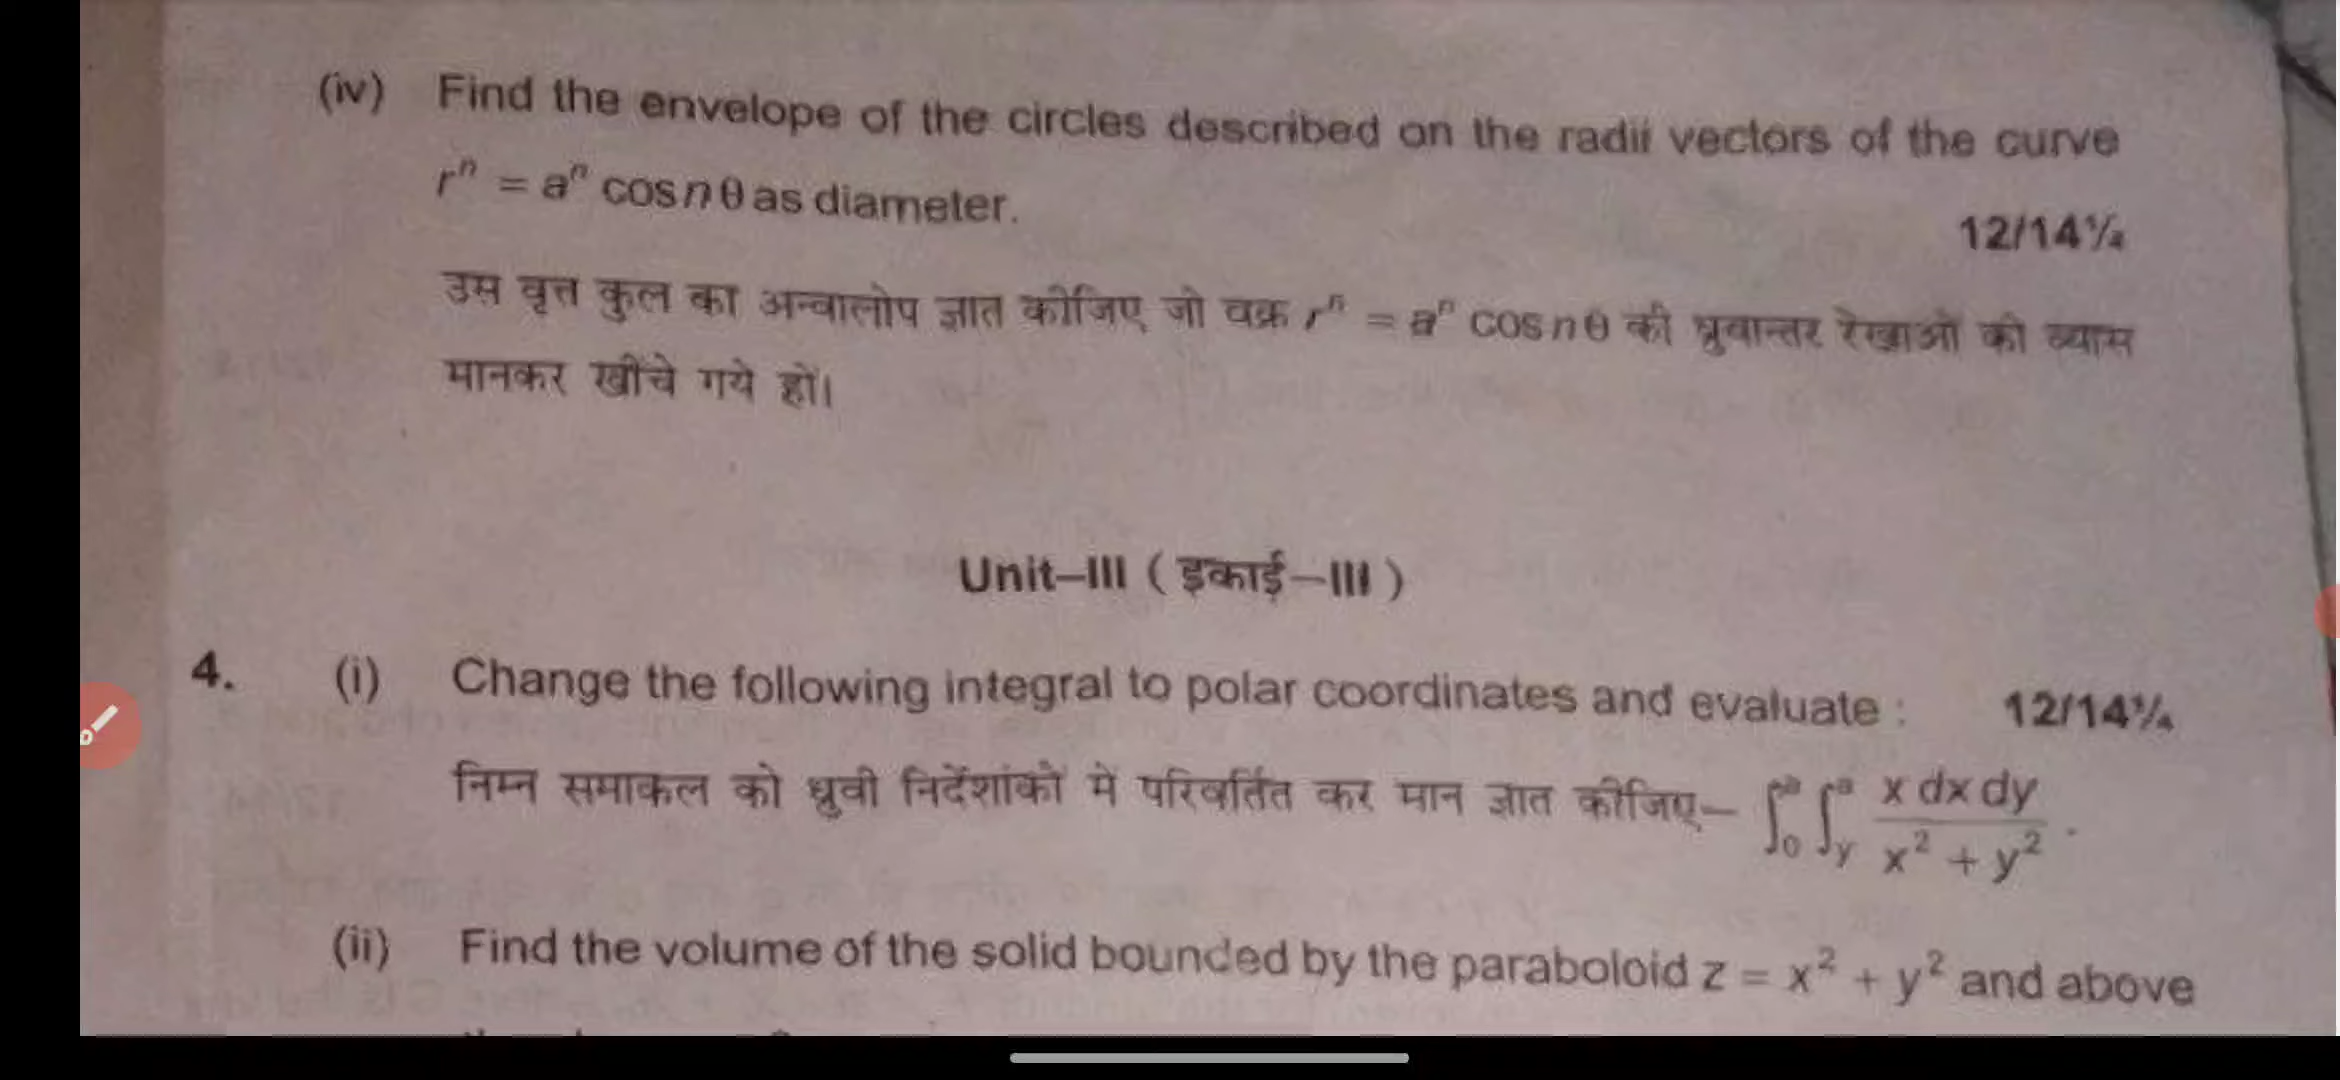 (iv) Find the envelope of the circles described on the radii vectors of the curve
rⁿ = aⁿ cos nθ as diameter.
12/14¼
उस वृत्त कुल का अन्वालोप ज्ञात कीजिए जो वक्र rⁿ = aⁿ cos nθ की ध्रुवान्तर रेखाओं को व्यास
मानकर खींचे गये हों।
Unit–III ( इकाई–III )
4. (i) Change the following integral to polar coordinates and evaluate : 12/14¼
निम्न समाकल को ध्रुवी निर्देशांकों में परिवर्तित कर मान ज्ञात कीजिए– ∫₀ᵃ ∫ᵧᵃ x dx dy / x² + y² .
(ii) Find the volume of the solid bounded by the paraboloid z = x² + y² and above